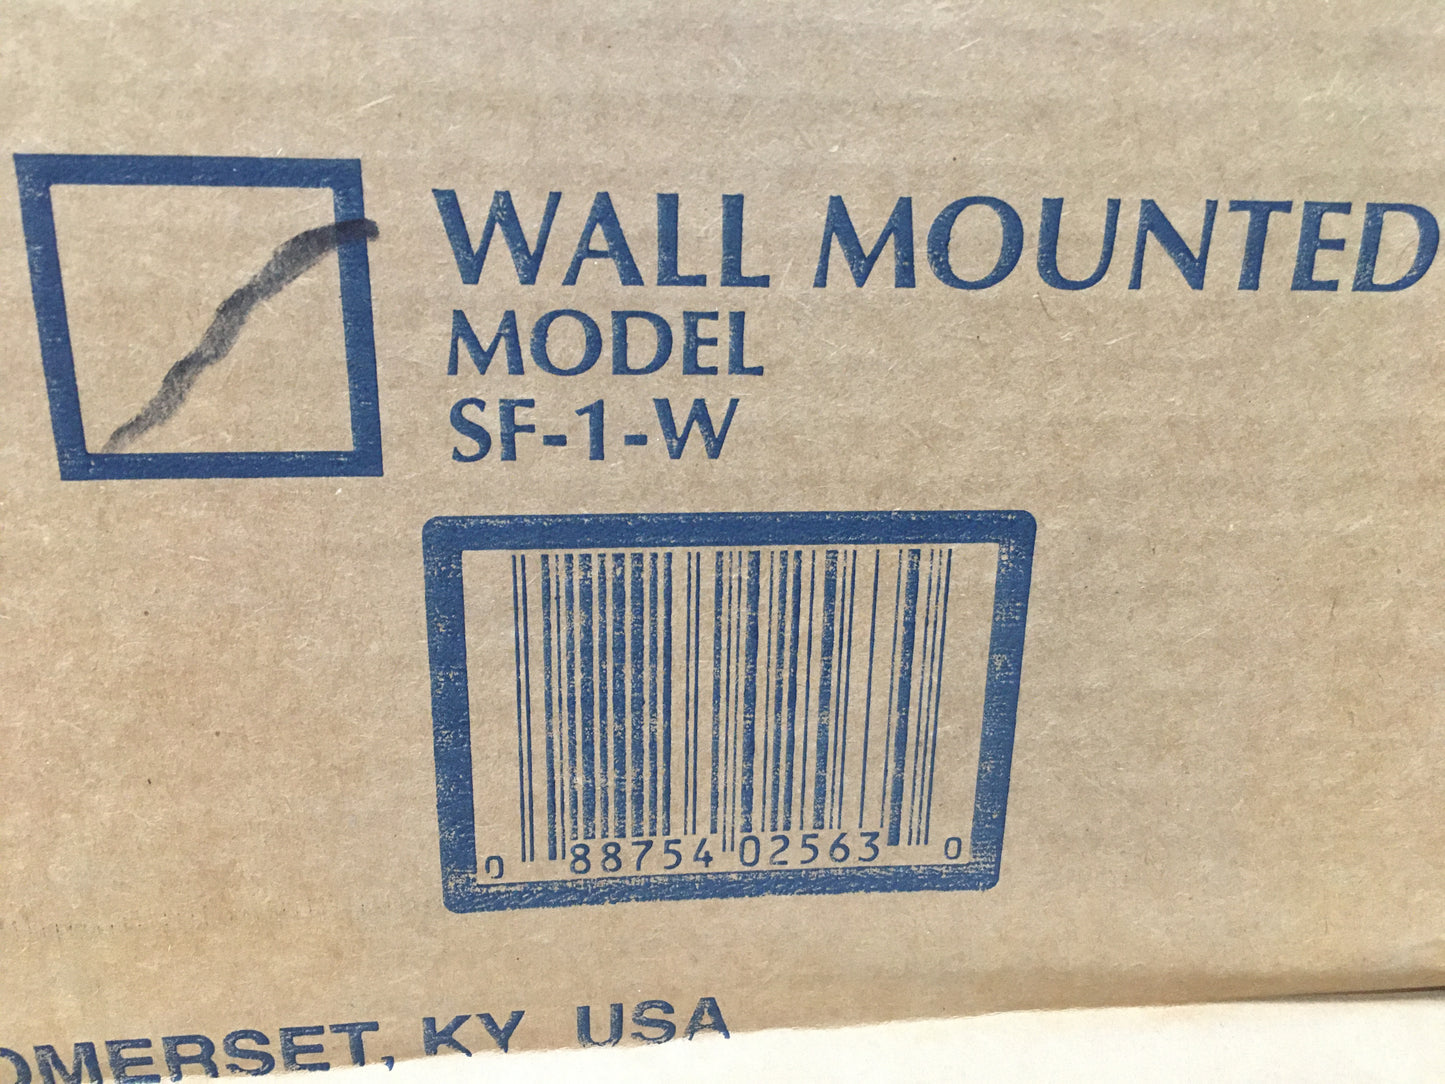 WALL MOUNTED
MODEL
SF-1-W
0 88754 02563 0
OMERSET, KY USA